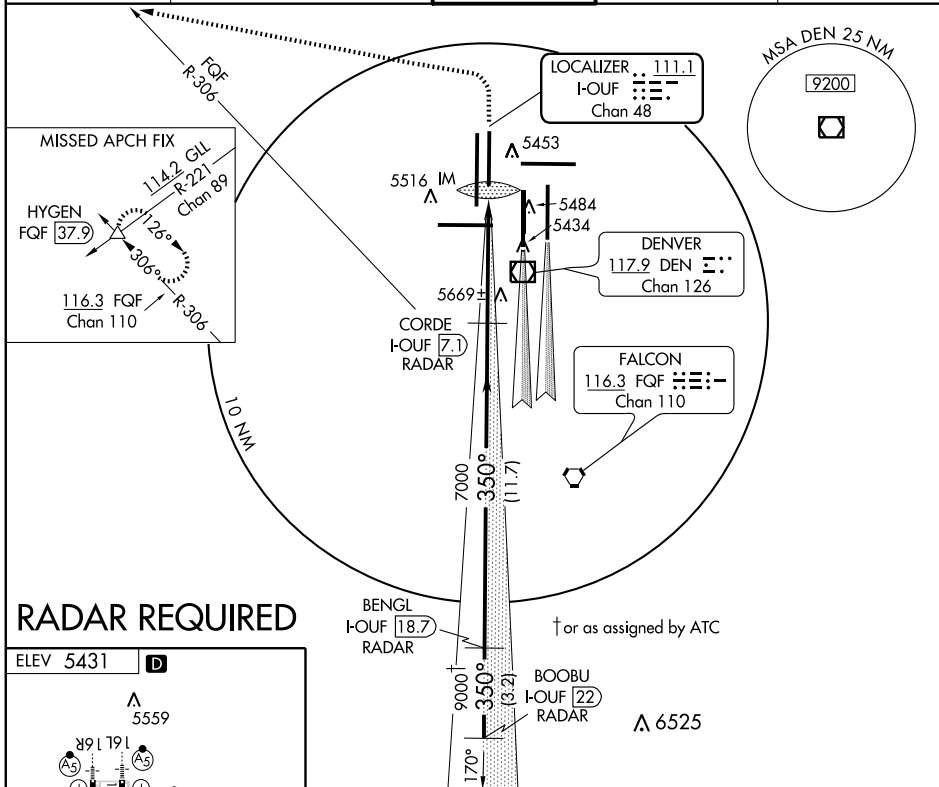 FQF
R-306
LOCALIZER 111.1
I-OUF
Chan 48
MSA DEN 25 NM
9200
MISSED APCH FIX
114.2 GLL
R-221
Chan 89
HYGEN
FQF 37.9
126°
306°
116.3 FQF
Chan 110
R-306
5453
5516
IM
5484
5434
DENVER
117.9 DEN
Chan 126
5669±
CORDE
I-OUF 7.1
RADAR
FALCON
116.3 FQF
Chan 110
10 NM
7000
350°
(11.7)
RADAR REQUIRED
BENGL
I-OUF 18.7
RADAR
† or as assigned by ATC
9000†
350°
(3.2)
BOOBU
I-OUF 22
RADAR
6525
170°
ELEV 5431
D
5559
16R
16L
A5
A5